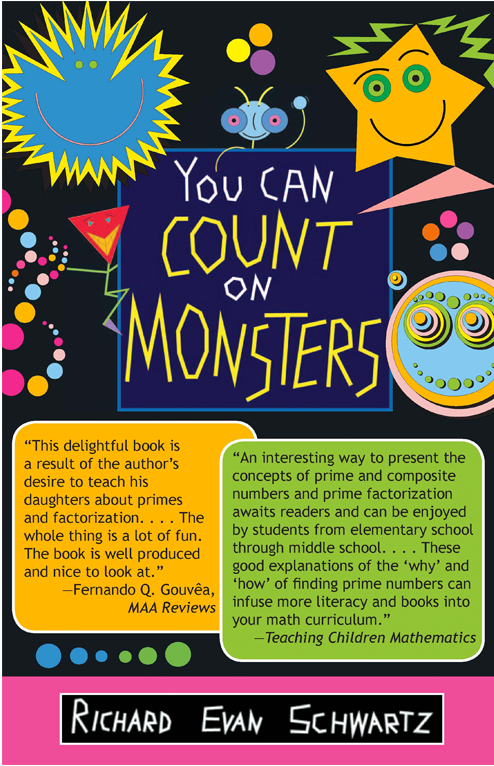 YOU CAN
COUNT
ON
MONSTERS
“This delightful book is
a result of the author’s
desire to teach his
daughters about primes
and factorization. . . . The
whole thing is a lot of fun.
The book is well produced
and nice to look at.”
—Fernando Q. Gouvêa,
MAA Reviews
“An interesting way to present the
concepts of prime and composite
numbers and prime factorization
awaits readers and can be enjoyed
by students from elementary school
through middle school. . . . These
good explanations of the ‘why’ and
‘how’ of finding prime numbers can
infuse more literacy and books into
your math curriculum.”
—Teaching Children Mathematics
RICHARD EVAN SCHWARTZ